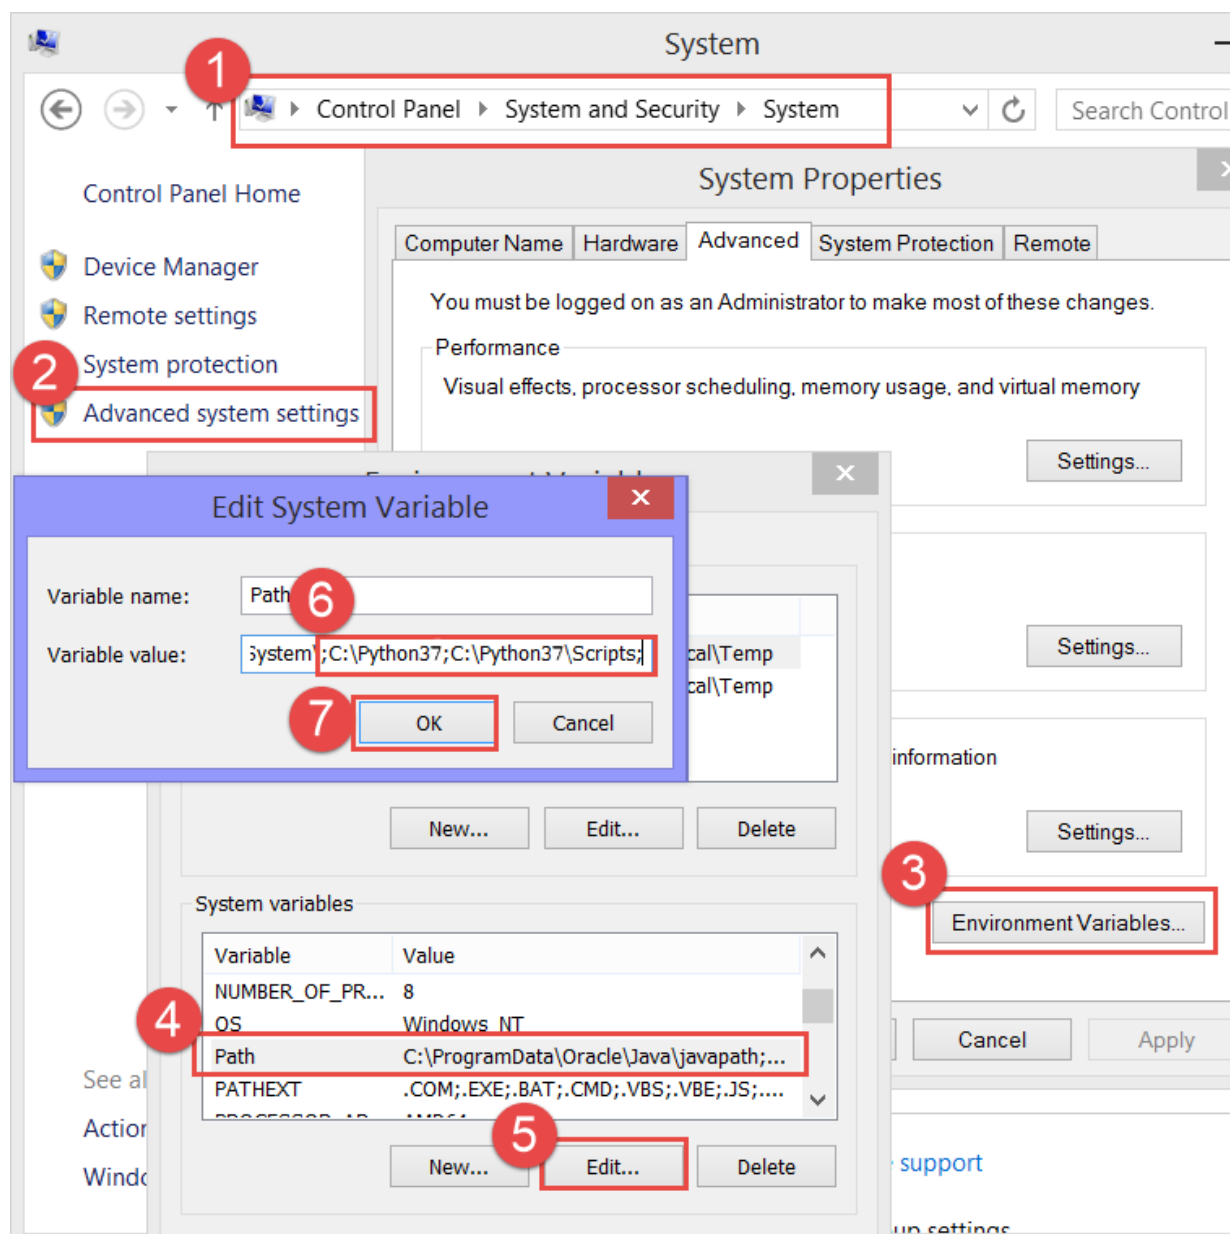 System
1
Control Panel System and Security System
Search Control
System Properties
Control Panel Home
Computer Name Hardware Advanced System Protection Remote
Device Manager
You must be logged on as an Administrator to make most of these changes.
Remote settings
Performance
2
System protection
Visual effects, processor scheduling, memory usage, and virtual memory
Advanced system settings
Settings...
Edit System Variable
Variable name: Path
6
Variable value: System\;C:\Python37;C:\Python37\Scripts;
cal\Temp
Settings...
cal\Temp
7
OK Cancel
information
New... Edit... Delete
Settings...
3
System variables
Environment Variables...
Variable Value
NUMBER_OF_PR... 8
4
OS Windows_NT
Path C:\ProgramData\Oracle\Java\javapath;...
Cancel Apply
PATHEXT .COM;.EXE;.BAT;.CMD;.VBS;.VBE;.JS;....
See al
Action
5
New... Edit... Delete
support
Windo
up settings